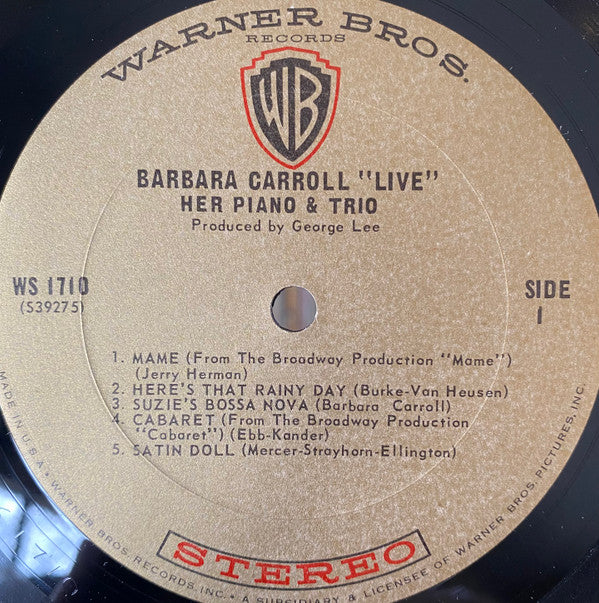 WARNER BROS.
RECORDS
WB
BARBARA CARROLL "LIVE"
HER PIANO & TRIO
Produced by George Lee
WS 1710
(S39275)
SIDE
1
1. MAME (From The Broadway Production "Mame")
(Jerry Herman)
2. HERE'S THAT RAINY DAY (Burke-Van Heusen)
3. SUZIE'S BOSSA NOVA (Barbara Carroll)
4. CABARET (From The Broadway Production
"Cabaret") (Ebb-Kander)
5. SATIN DOLL (Mercer-Strayhorn-Ellington)
STEREO
MADE IN U.S.A. • WARNER BROS. RECORDS INC. • A SUBSIDIARY & LICENSEE OF WARNER BROS. PICTURES, INC.